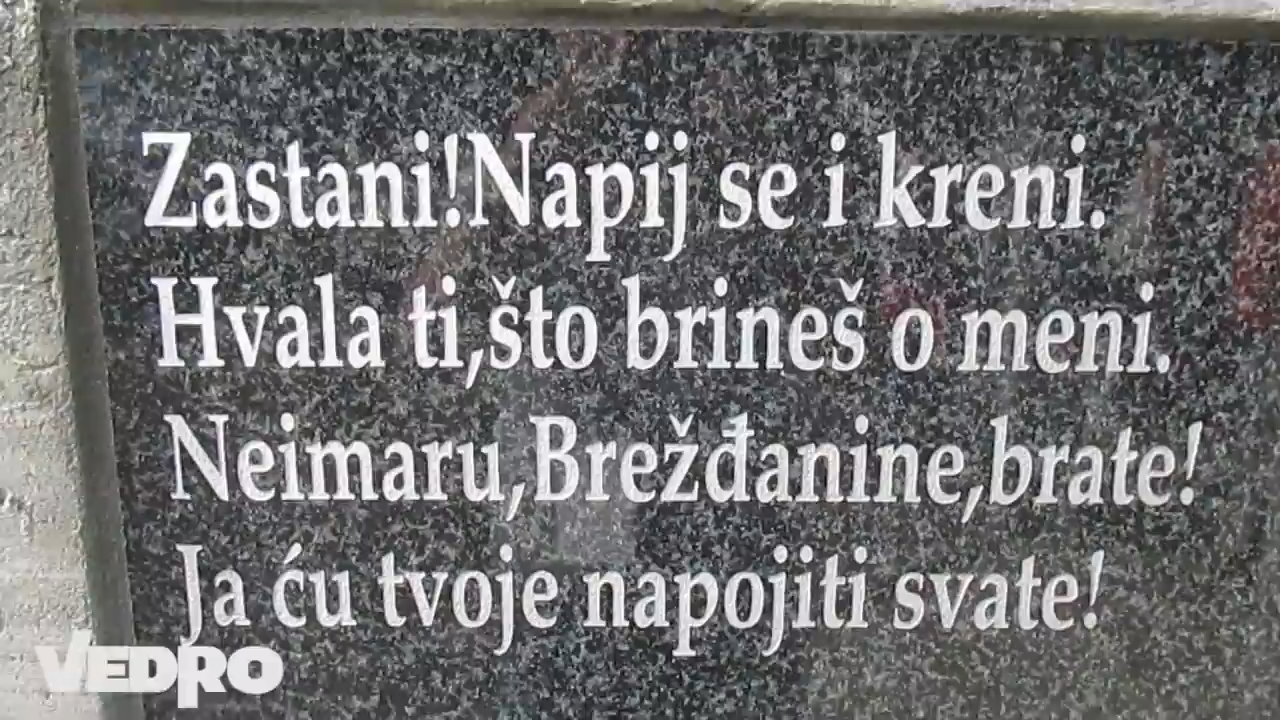 Zastani!Napij se i kreni.
Hvala ti,što brineš o meni.
Neimaru,Brežđanine,brate!
Ja ću tvoje napojiti svate!
VEDRO